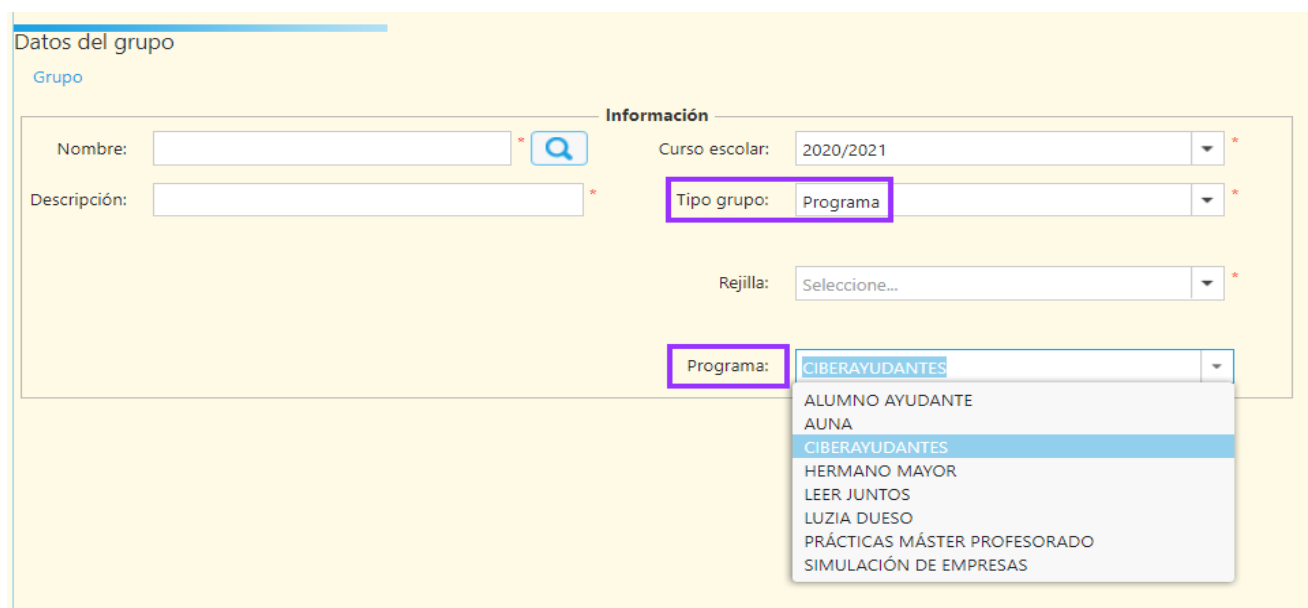 Datos del grupo
Grupo
Información
Nombre: * Curso escolar: 2020/2021 *
Descripción: * Tipo grupo: Programa *
Rejilla: Seleccione... *
Programa: CIBERAYUDANTES
ALUMNO AYUDANTE
AUNA
CIBERAYUDANTES
HERMANO MAYOR
LEER JUNTOS
LUZIA DUESO
PRÁCTICAS MÁSTER PROFESORADO
SIMULACIÓN DE EMPRESAS